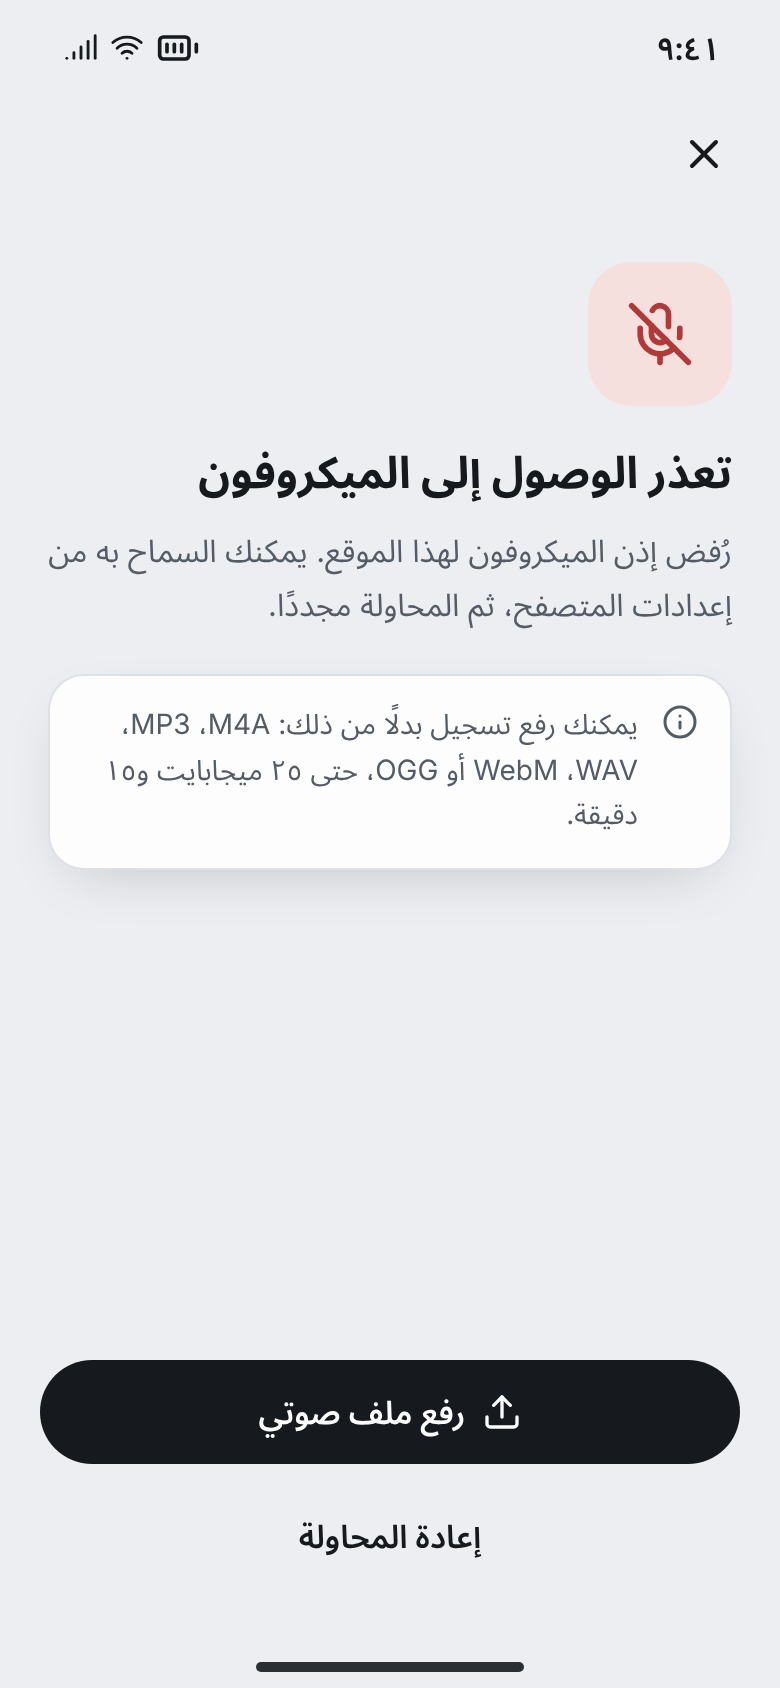 ٩:٤١
تعذر الوصول إلى الميكروفون
رُفض إذن الميكروفون لهذا الموقع. يمكنك السماح به من
إعدادات المتصفح، ثم المحاولة مجددًا.
يمكنك رفع تسجيل بدلًا من ذلك: MP3 ،M4A،
WebM ،WAV أو OGG، حتى ٢٥ ميجابايت و١٥
دقيقة.
رفع ملف صوتي
إعادة المحاولة